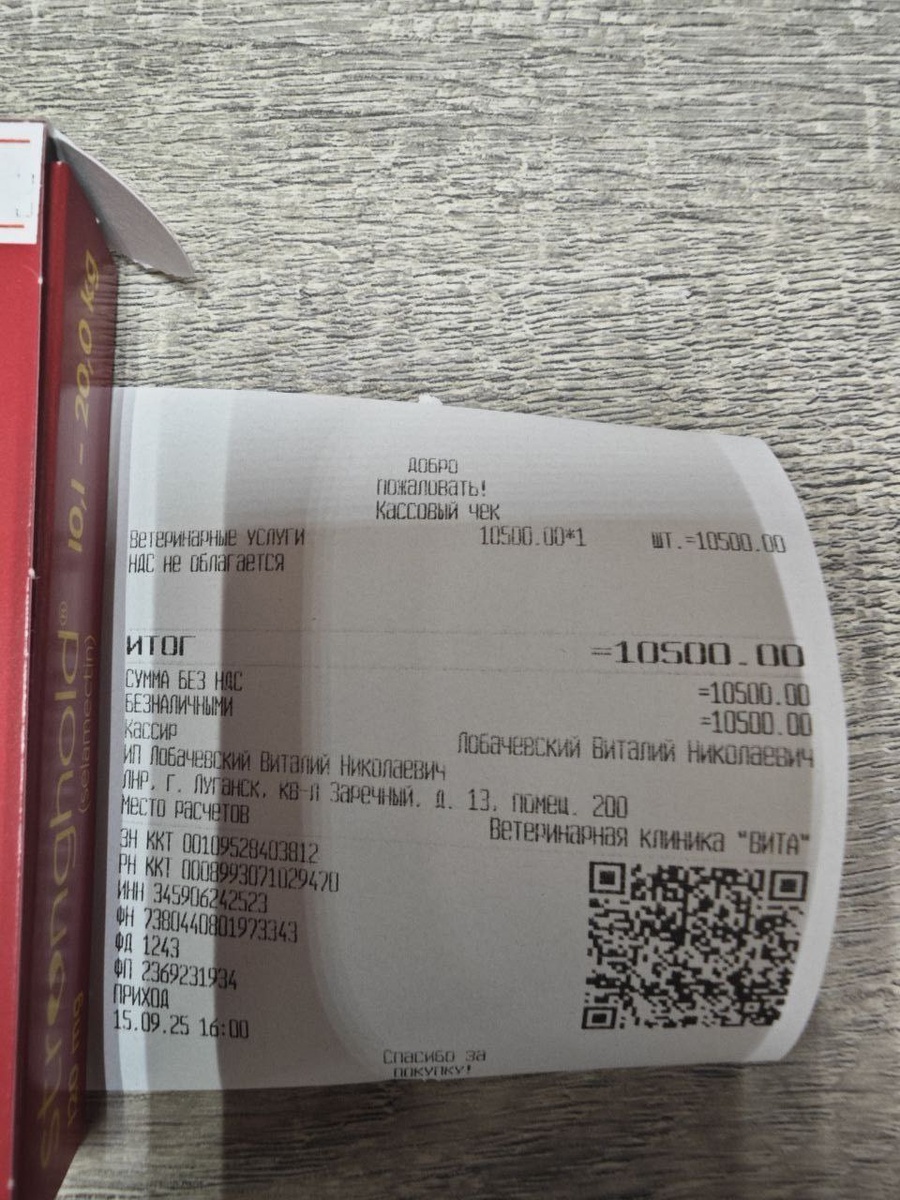 Stronghold®
(selamectin)
120 mg
10,1 - 20,0 kg
ДОБРО
ПОЖАЛОВАТЬ!
КАССОВЫЙ ЧЕК
ВЕТЕРИНАРНЫЕ УСЛУГИ 10500.00*1 ШТ.=10500.00
НДС НЕ ОБЛАГАЕТСЯ
ИТОГ =10500.00
СУММА БЕЗ НДС =10500.00
БЕЗНАЛИЧНЫМИ =10500.00
КАССИР Лобачевский Виталий Николаевич
ИП Лобачевский Виталий Николаевич
ЛНР, Г. Луганск, кв-л Заречный, д. 13, помещ. 200
МЕСТО РАСЧЕТОВ Ветеринарная клиника "ВИТА"
ЗН ККТ 00109528403812
РН ККТ 0008993071029470
ИНН 345906242523
ФН 7380440801973343
ФД 1243
ФП 2369231934
ПРИХОД
15.09.25 16:00
СПАСИБО ЗА
ПОКУПКУ!